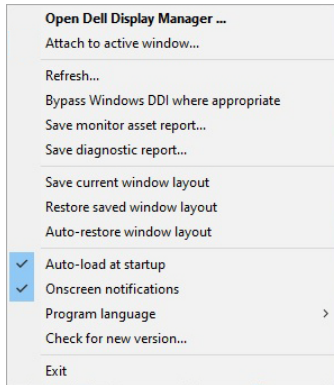 Open Dell Display Manager ...
Attach to active window...
Refresh...
Bypass Windows DDI where appropriate
Save monitor asset report...
Save diagnostic report...
Save current window layout
Restore saved window layout
Auto-restore window layout
Auto-load at startup
Onscreen notifications
Program language
Check for new version...
Exit